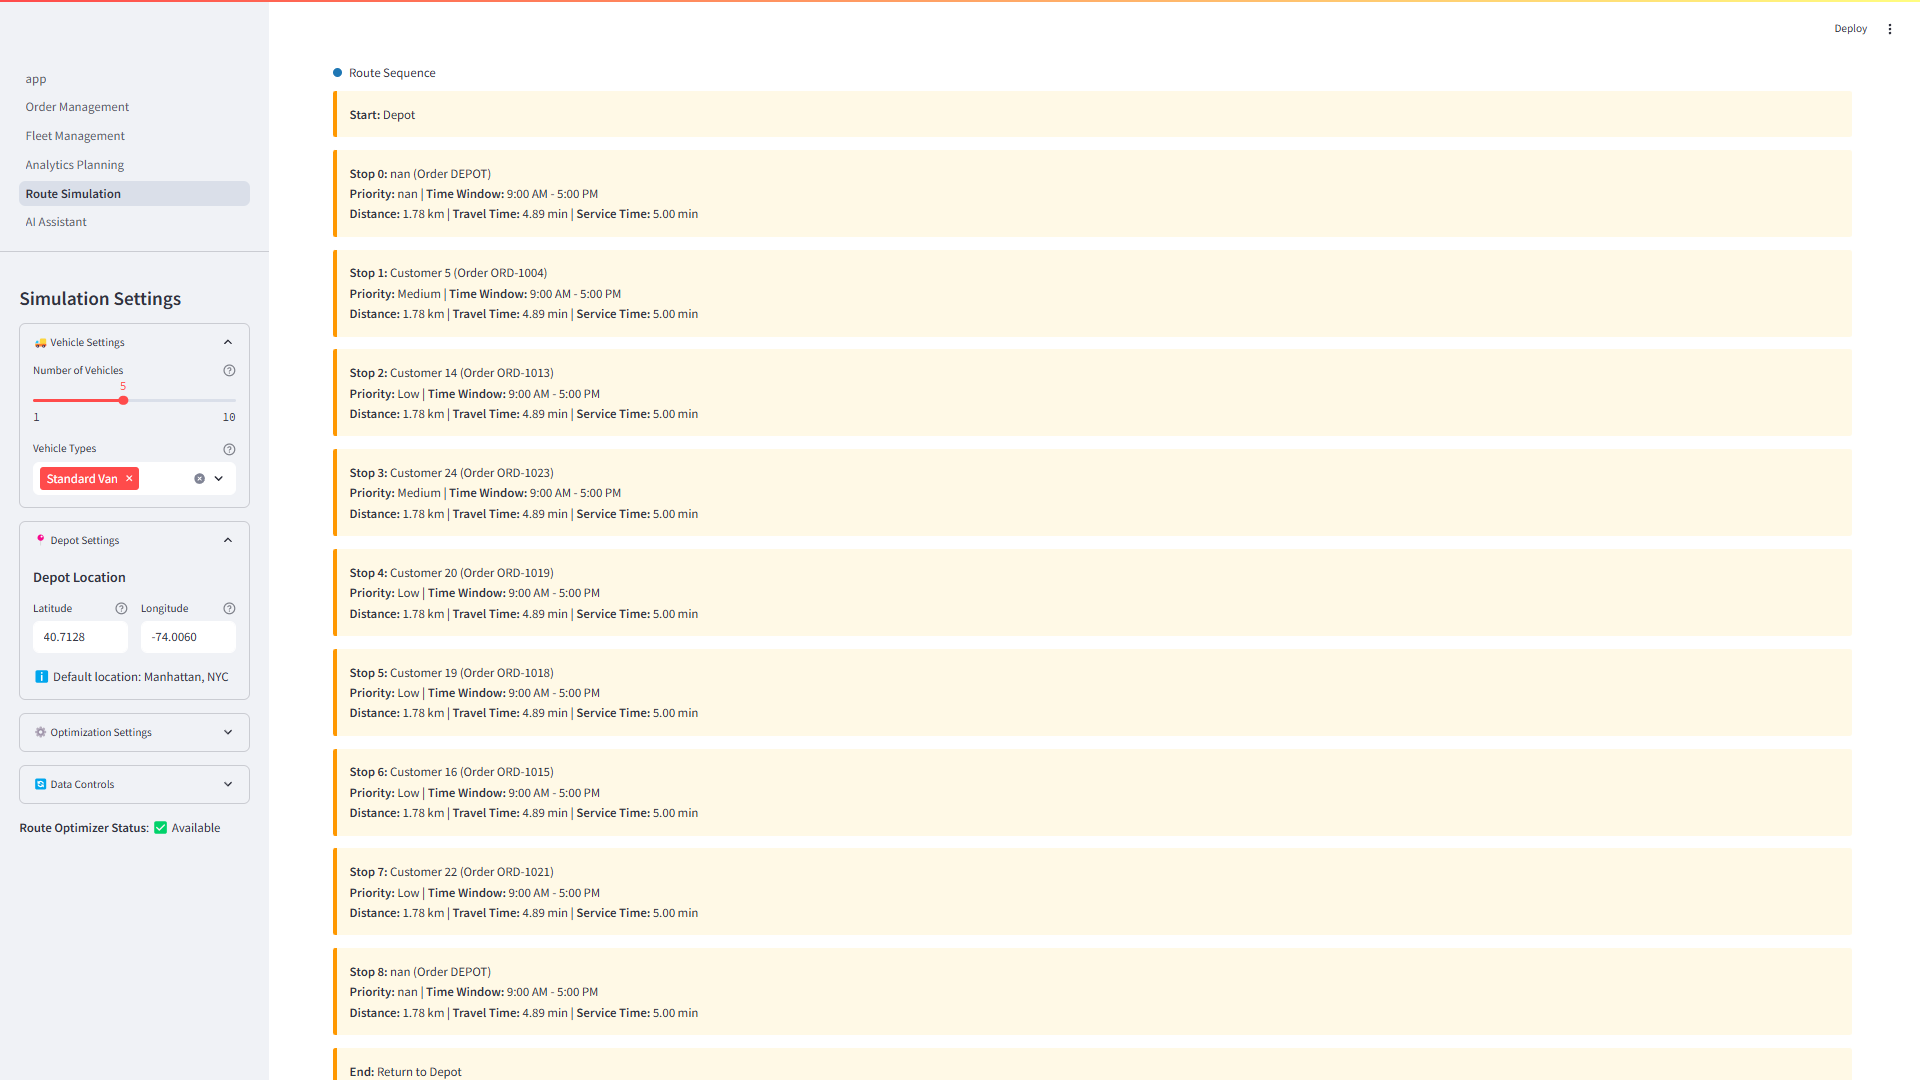 Deploy
app
Order Management
Fleet Management
Analytics Planning
Route Simulation
AI Assistant
Simulation Settings
Vehicle Settings
Number of Vehicles
5
1
10
Vehicle Types
Standard Van
Depot Settings
Depot Location
Latitude
Longitude
40.7128
-74.0060
Default location: Manhattan, NYC
Optimization Settings
Data Controls
Route Optimizer Status: Available
Route Sequence
Start: Depot
Stop 0: nan (Order DEPOT)
Priority: nan | Time Window: 9:00 AM - 5:00 PM
Distance: 1.78 km | Travel Time: 4.89 min | Service Time: 5.00 min
Stop 1: Customer 5 (Order ORD-1004)
Priority: Medium | Time Window: 9:00 AM - 5:00 PM
Distance: 1.78 km | Travel Time: 4.89 min | Service Time: 5.00 min
Stop 2: Customer 14 (Order ORD-1013)
Priority: Low | Time Window: 9:00 AM - 5:00 PM
Distance: 1.78 km | Travel Time: 4.89 min | Service Time: 5.00 min
Stop 3: Customer 24 (Order ORD-1023)
Priority: Medium | Time Window: 9:00 AM - 5:00 PM
Distance: 1.78 km | Travel Time: 4.89 min | Service Time: 5.00 min
Stop 4: Customer 20 (Order ORD-1019)
Priority: Low | Time Window: 9:00 AM - 5:00 PM
Distance: 1.78 km | Travel Time: 4.89 min | Service Time: 5.00 min
Stop 5: Customer 19 (Order ORD-1018)
Priority: Low | Time Window: 9:00 AM - 5:00 PM
Distance: 1.78 km | Travel Time: 4.89 min | Service Time: 5.00 min
Stop 6: Customer 16 (Order ORD-1015)
Priority: Low | Time Window: 9:00 AM - 5:00 PM
Distance: 1.78 km | Travel Time: 4.89 min | Service Time: 5.00 min
Stop 7: Customer 22 (Order ORD-1021)
Priority: Low | Time Window: 9:00 AM - 5:00 PM
Distance: 1.78 km | Travel Time: 4.89 min | Service Time: 5.00 min
Stop 8: nan (Order DEPOT)
Priority: nan | Time Window: 9:00 AM - 5:00 PM
Distance: 1.78 km | Travel Time: 4.89 min | Service Time: 5.00 min
End: Return to Depot